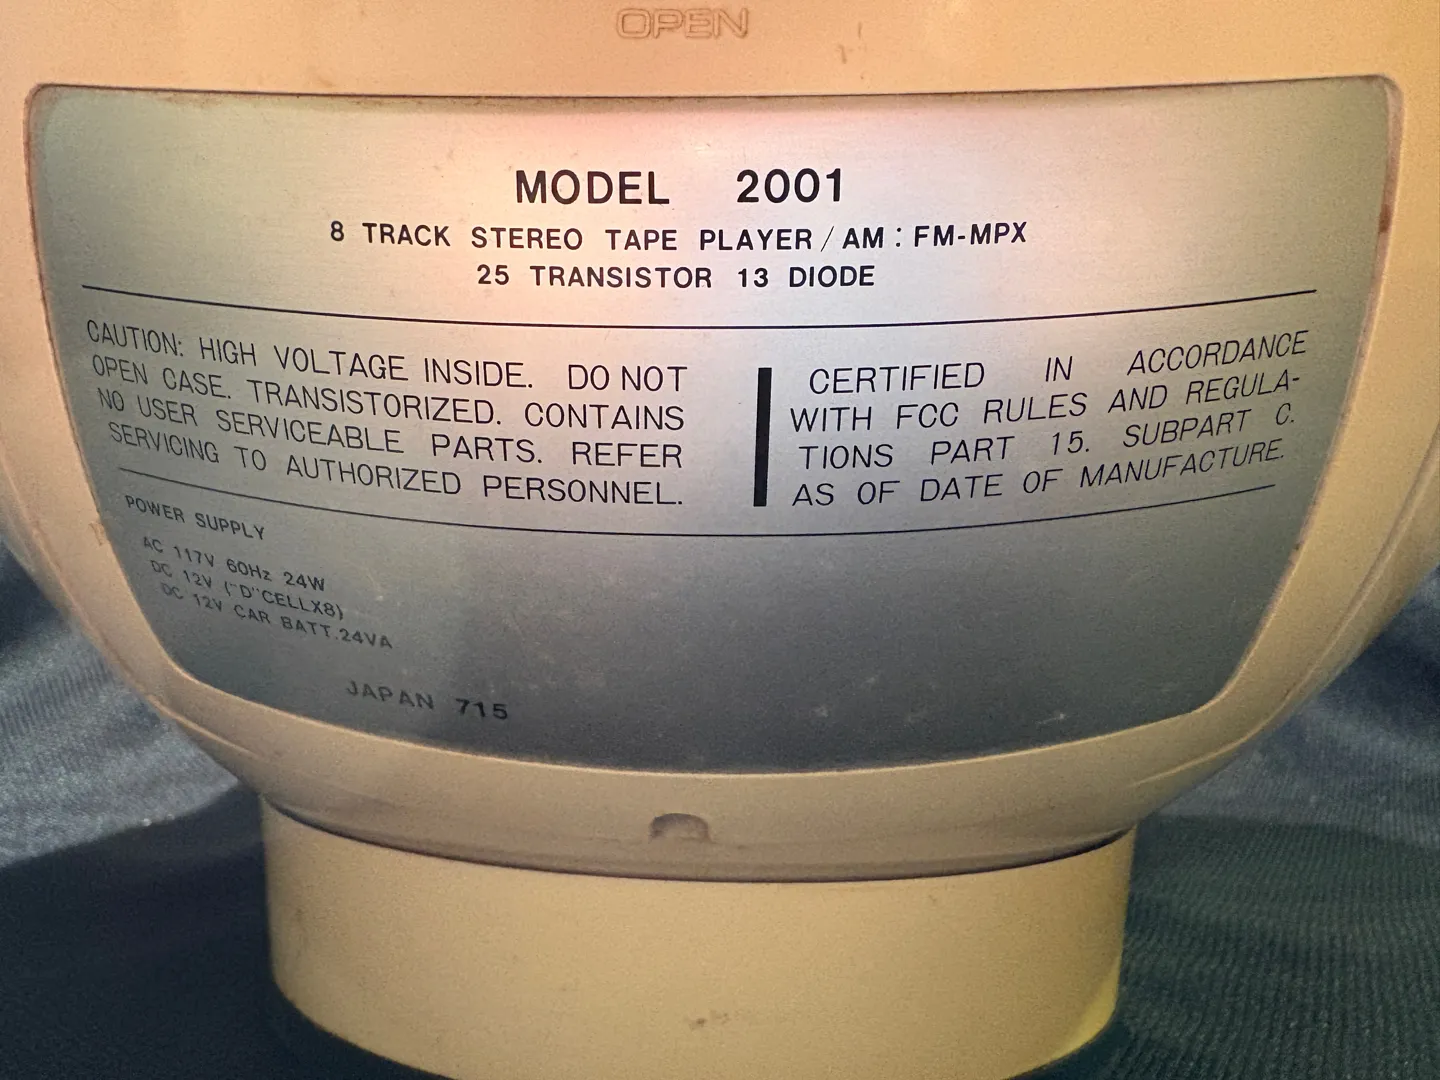 OPEN
MODEL 2001
8 TRACK STEREO TAPE PLAYER / AM : FM-MPX
25 TRANSISTOR 13 DIODE
CAUTION: HIGH VOLTAGE INSIDE. DO NOT
OPEN CASE. TRANSISTORIZED. CONTAINS
NO USER SERVICEABLE PARTS. REFER
SERVICING TO AUTHORIZED PERSONNEL.
CERTIFIED IN ACCORDANCE
WITH FCC RULES AND REGULA-
TIONS PART 15. SUBPART C.
AS OF DATE OF MANUFACTURE.
POWER SUPPLY
AC 117V 60Hz 24W
DC 12V ("D"CELLX8)
DC 12V CAR BATT.24VA
JAPAN 715